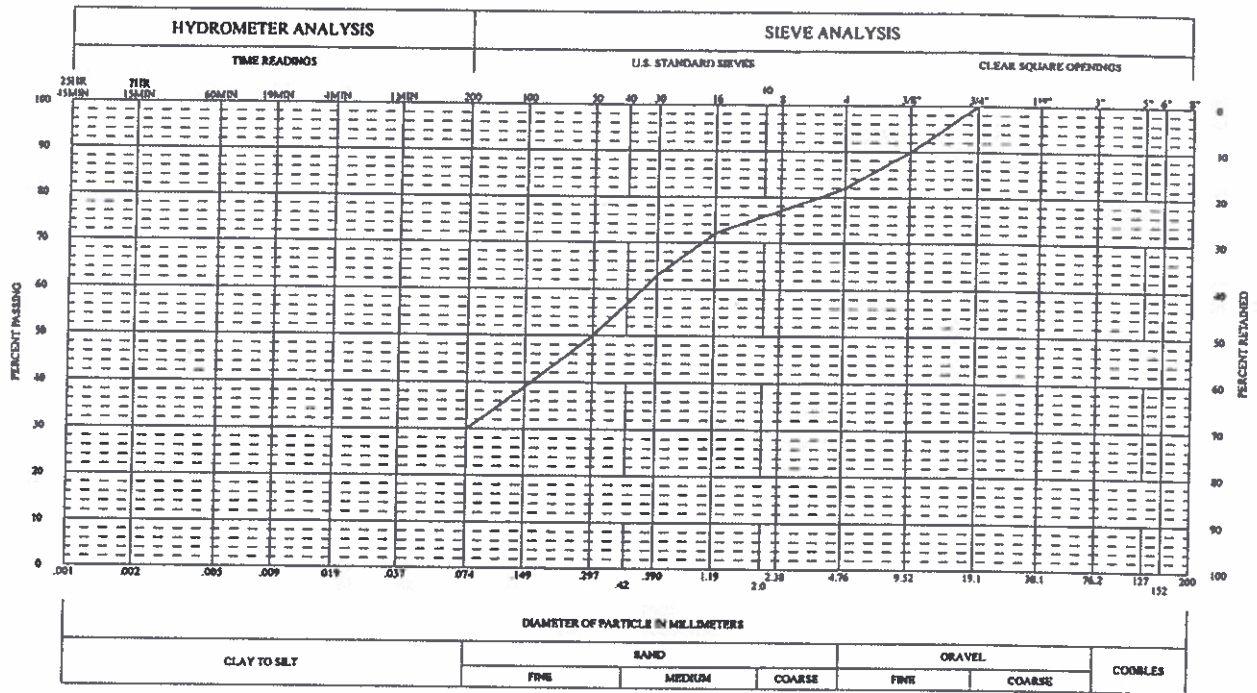 HYDROMETER ANALYSIS SIEVE ANALYSIS
TIME READINGS U.S. STANDARD SIEVES CLEAR SQUARE OPENINGS
25HR 7HR
45MIN 15MIN 60MIN 19MIN 4MIN 1MIN 200 100 50 40 30 16 10 8 4 3/8" 3/4" 1½" 3" 5" 6" 8"
100 0
90 10
80 20
70 30
60 40
50 50
40 60
30 70
20 80
10 90
0 100
PERCENT PASSING
PERCENT RETAINED
.001 .002 .005 .009 .019 .037 .074 .149 .297 .590 1.19 2.38 4.76 9.52 19.1 76.2 127 200
.42 2.0 152
DIAMETER OF PARTICLE IN MILLIMETERS
CLAY TO SILT SAND GRAVEL COBBLES
FINE MEDIUM COARSE FINE COARSE